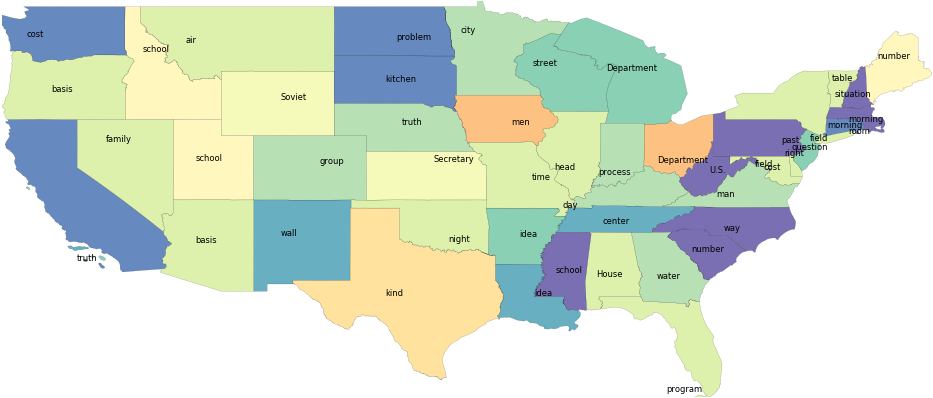 cost
school
air
problem
city
street
Department
number
table
situation
basis
Soviet
kitchen
truth
men
morning
morning
room
family
school
group
Secretary
time
head
process
Department
past
field
question
right
field
cost
U.S.
man
day
basis
wall
night
idea
center
way
number
truth
kind
idea
school
House
water
program